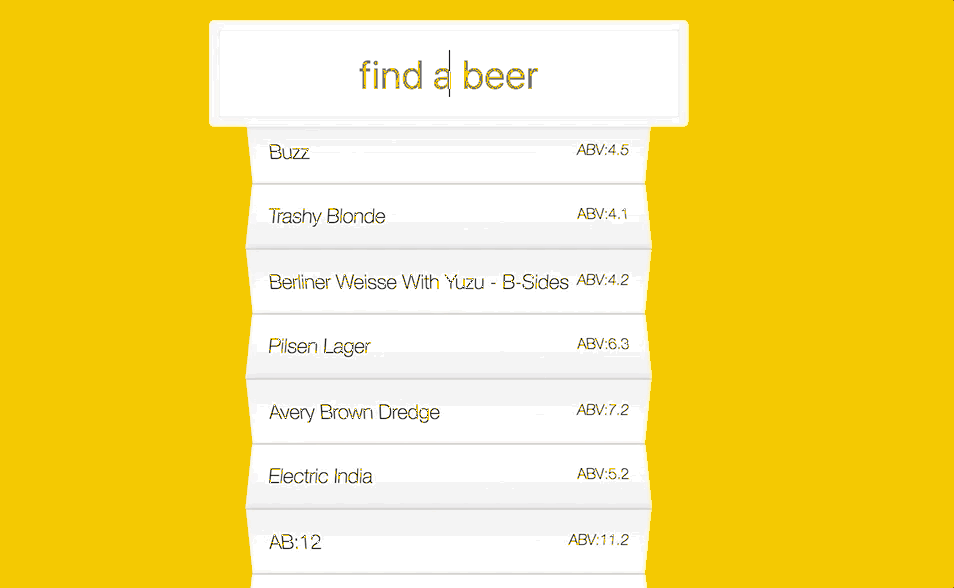 find a beer
Buzz ABV:4.5
Trashy Blonde ABV:4.1
Berliner Weisse With Yuzu - B-Sides ABV:4.2
Pilsen Lager ABV:6.3
Avery Brown Dredge ABV:7.2
Electric India ABV:5.2
AB:12 ABV:11.2